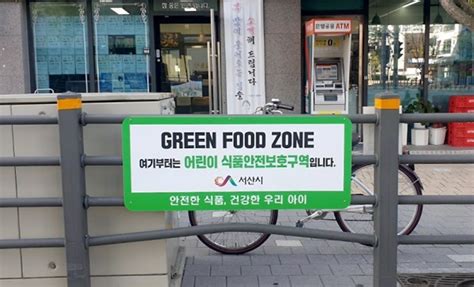 GREEN FOOD ZONE
여기부터는 어린이 식품안전보호구역입니다.
서산시
안전한 식품, 건강한 우리 아이
ATM